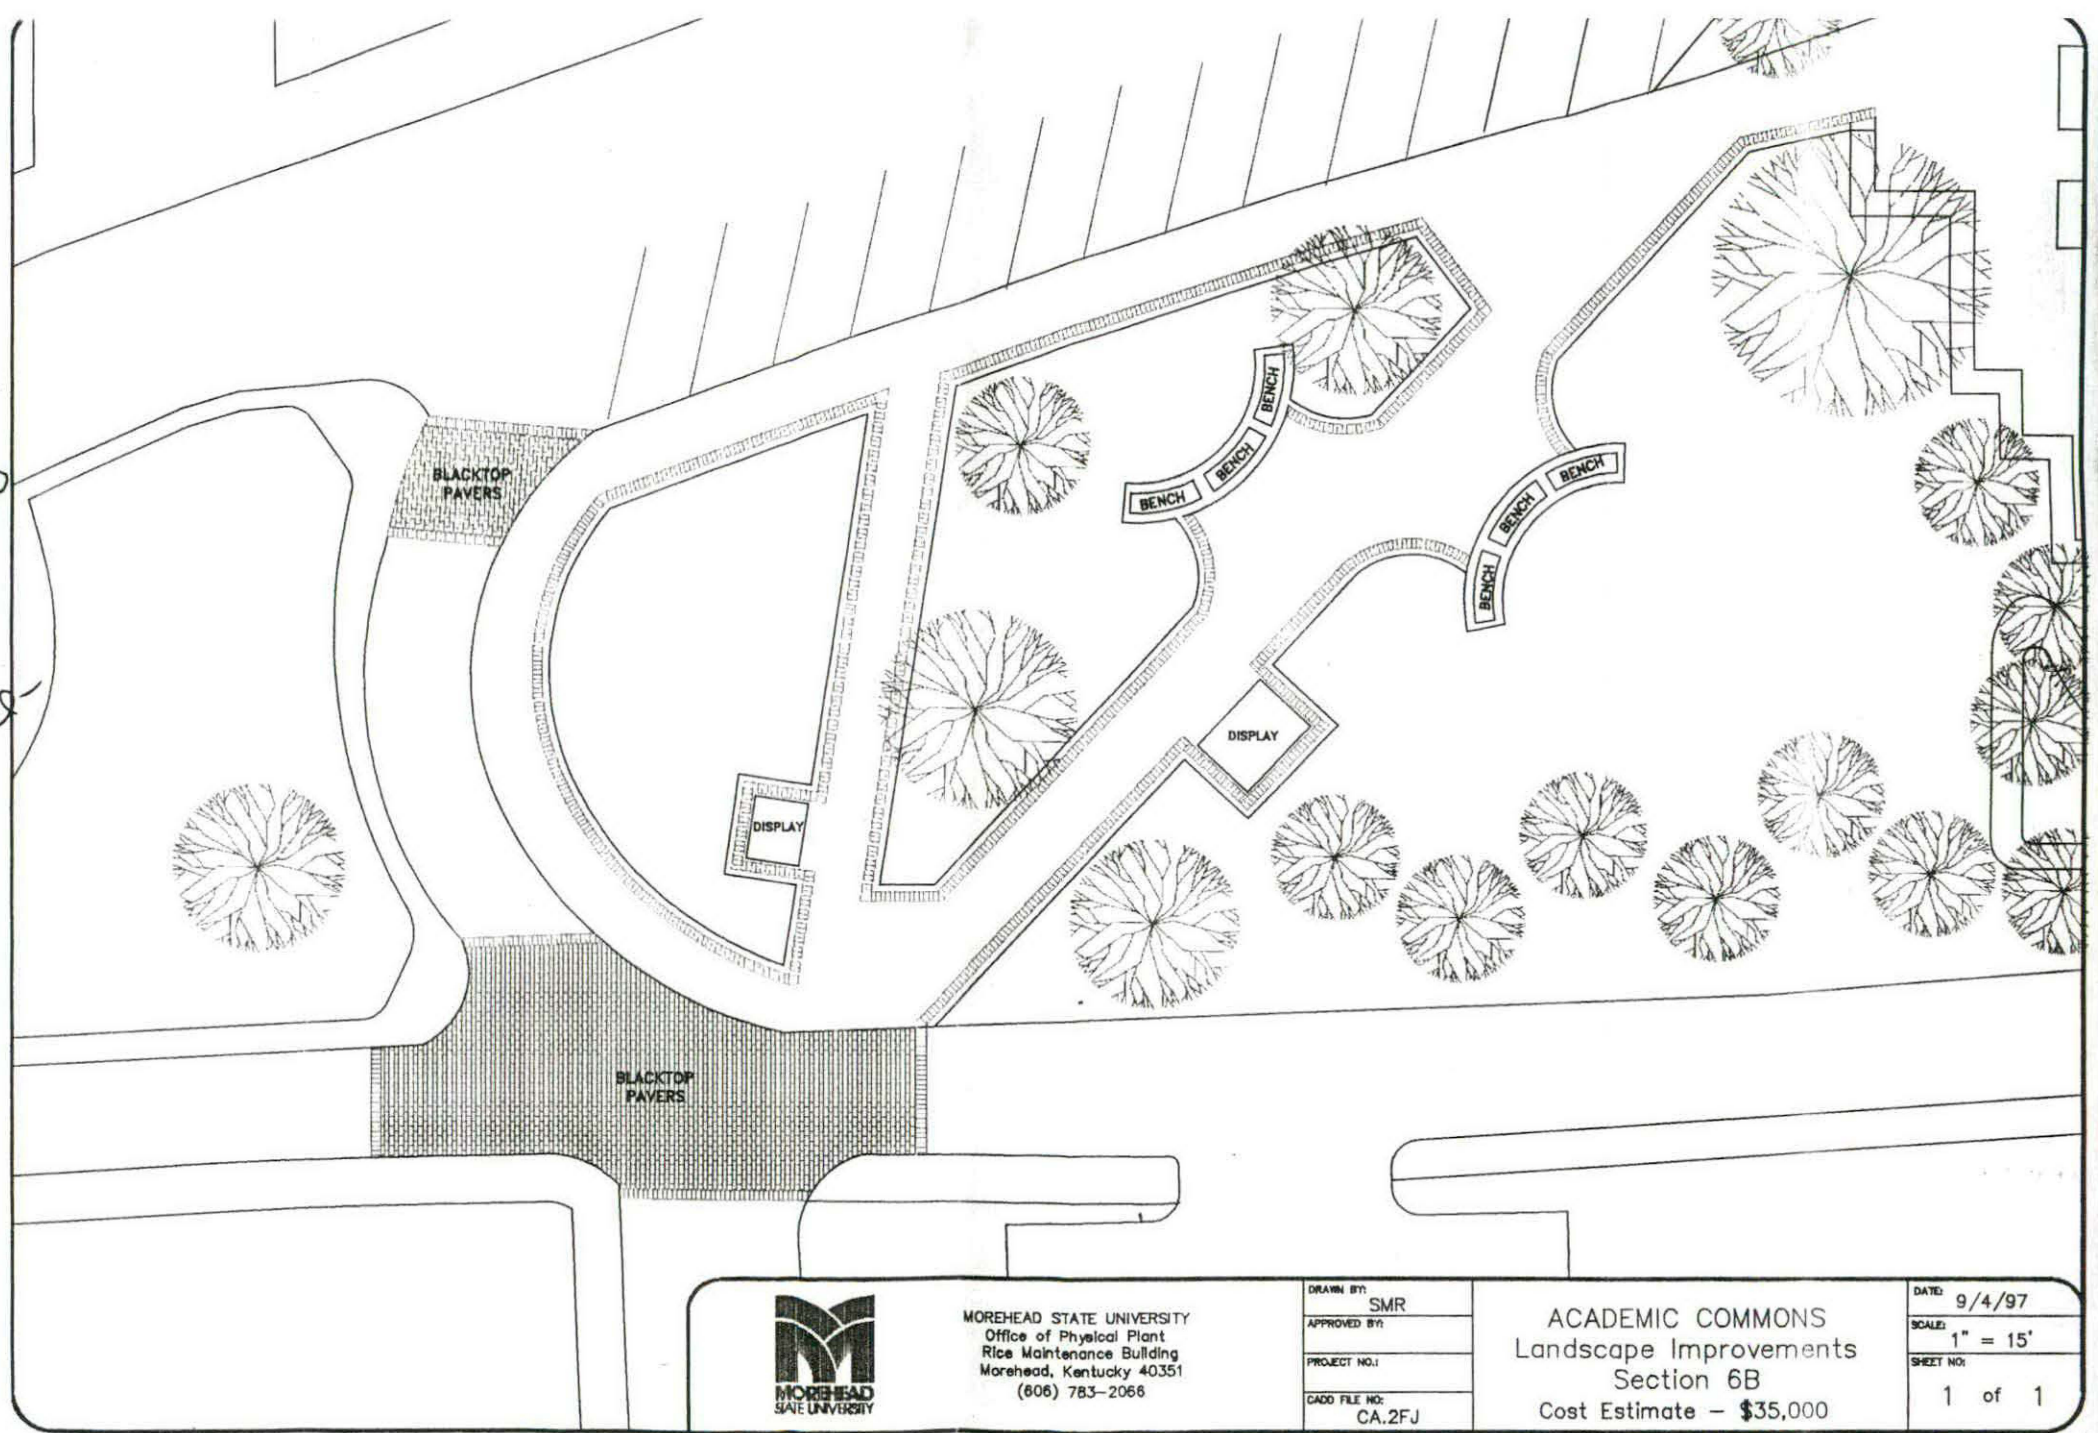 BLACKTOP
PAVERS
BENCH
BENCH
BENCH
BENCH
BENCH
BENCH
DISPLAY
DISPLAY
BLACKTOP
PAVERS
MOREHEAD
STATE UNIVERSITY
MOREHEAD STATE UNIVERSITY
Office of Physical Plant
Rice Maintenance Building
Morehead, Kentucky 40351
(606) 783-2066
DRAWN BY:
SMR
APPROVED BY:
PROJECT NO.:
CADD FILE NO:
CA.2FJ
ACADEMIC COMMONS
Landscape Improvements
Section 6B
Cost Estimate - $35,000
DATE:
9/4/97
SCALE:
1" = 15'
SHEET NO:
1 of 1